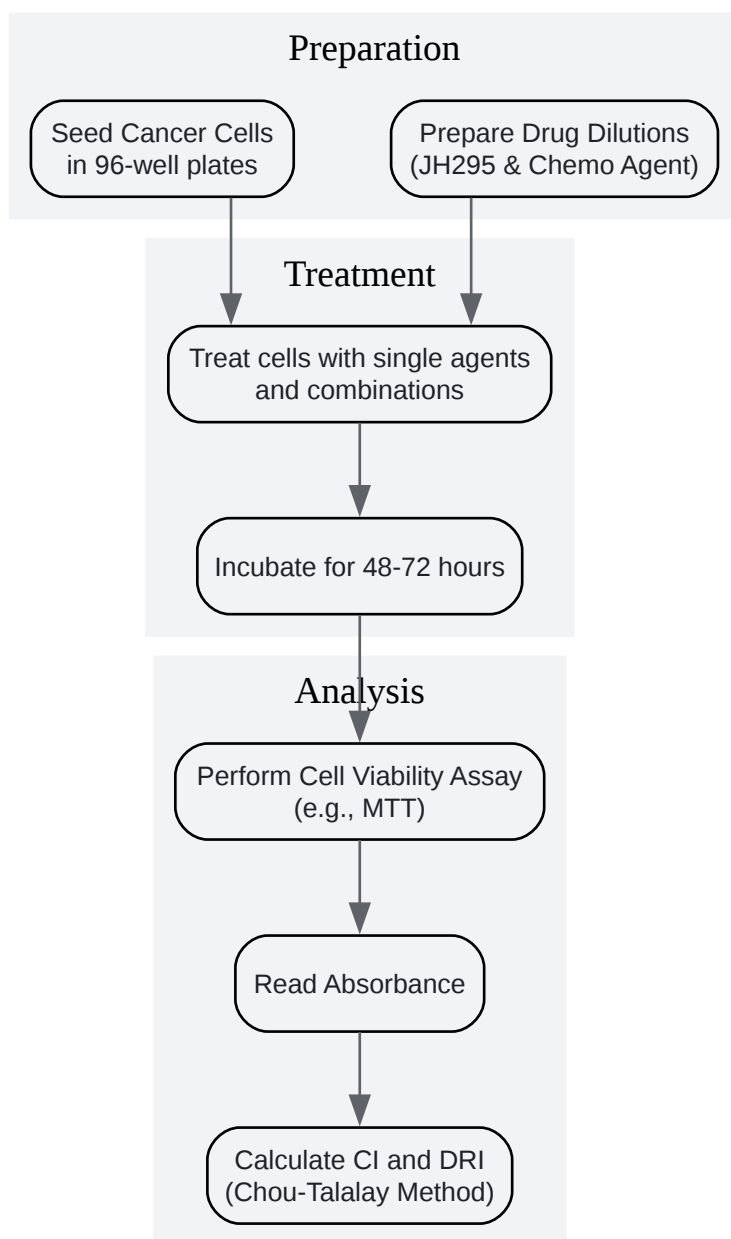 Preparation
Seed Cancer Cells
in 96-well plates
Prepare Drug Dilutions
(JH295 & Chemo Agent)
Treatment
Treat cells with single agents
and combinations
Incubate for 48-72 hours
Analysis
Perform Cell Viability Assay
(e.g., MTT)
Read Absorbance
Calculate CI and DRI
(Chou-Talalay Method)